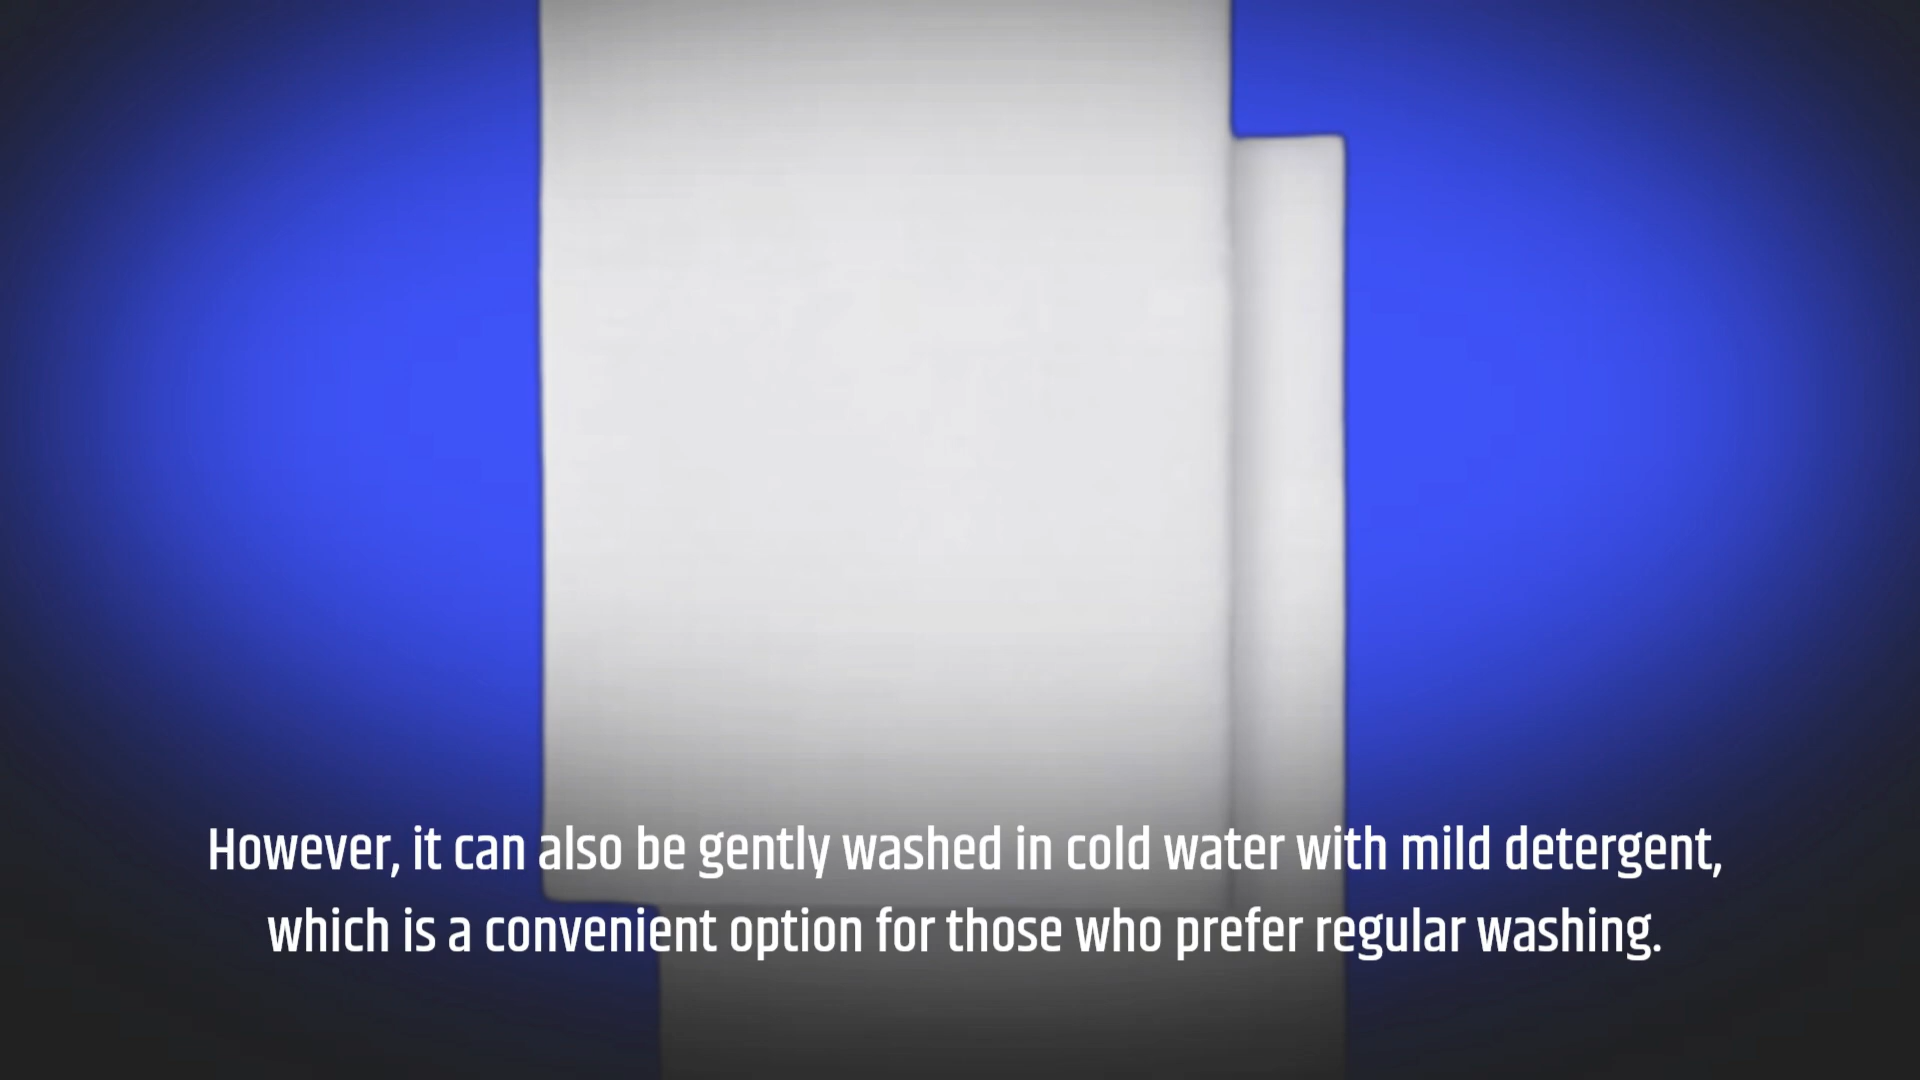 However, it can also be gently washed in cold water with mild detergent,
which is a convenient option for those who prefer regular washing.